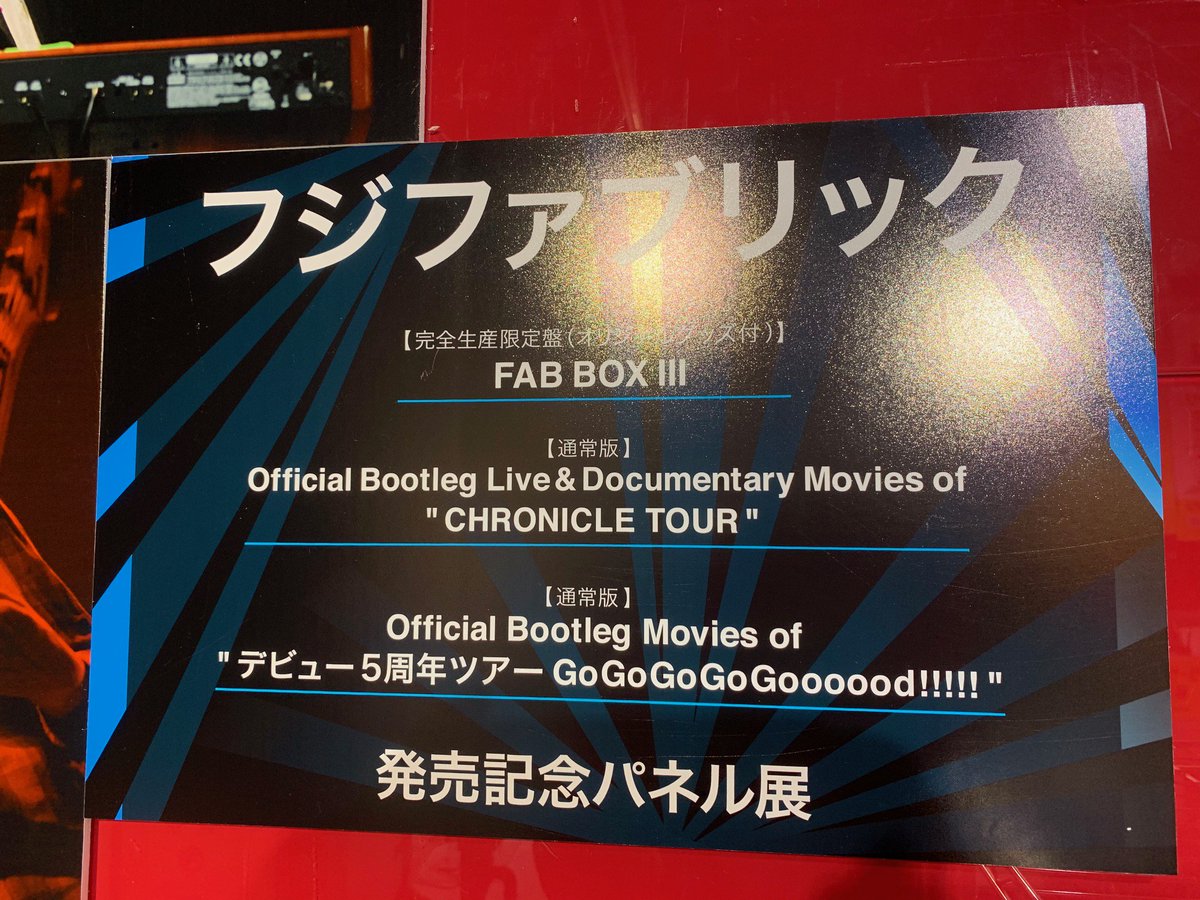 フジファブリック
【完全生産限定盤(オリジナルグッズ付)】
FAB BOX III
【通常版】
Official Bootleg Live & Documentary Movies of
"CHRONICLE TOUR"
【通常版】
Official Bootleg Movies of
"デビュー5周年ツアー GoGoGoGoGoooood!!!!!"
発売記念パネル展